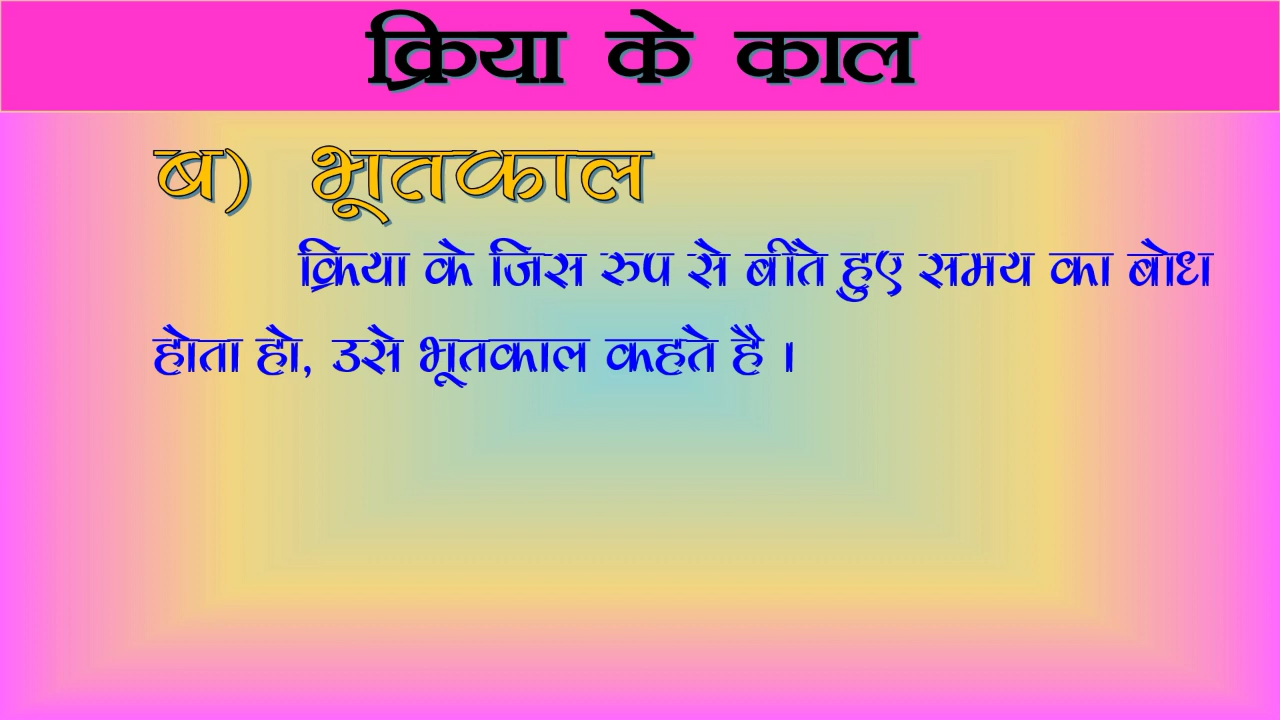 क्रिया के काल
ब) भूतकाल
क्रिया के जिस रुप से बीते हुए समय का बोध
होता हो, उसे भूतकाल कहते है ।